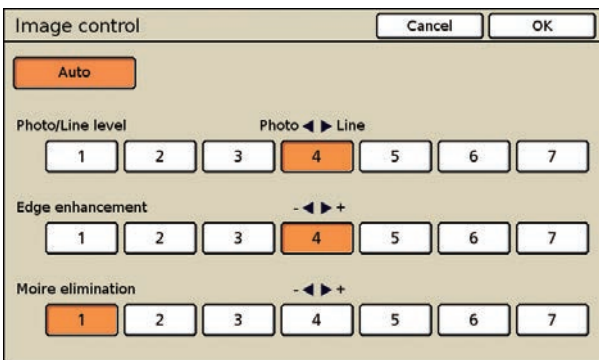 Image control Cancel OK
Auto
Photo/Line level Photo ◀ ▶ Line
1 2 3 4 5 6 7
Edge enhancement - ◀ ▶ +
1 2 3 4 5 6 7
Moire elimination - ◀ ▶ +
1 2 3 4 5 6 7